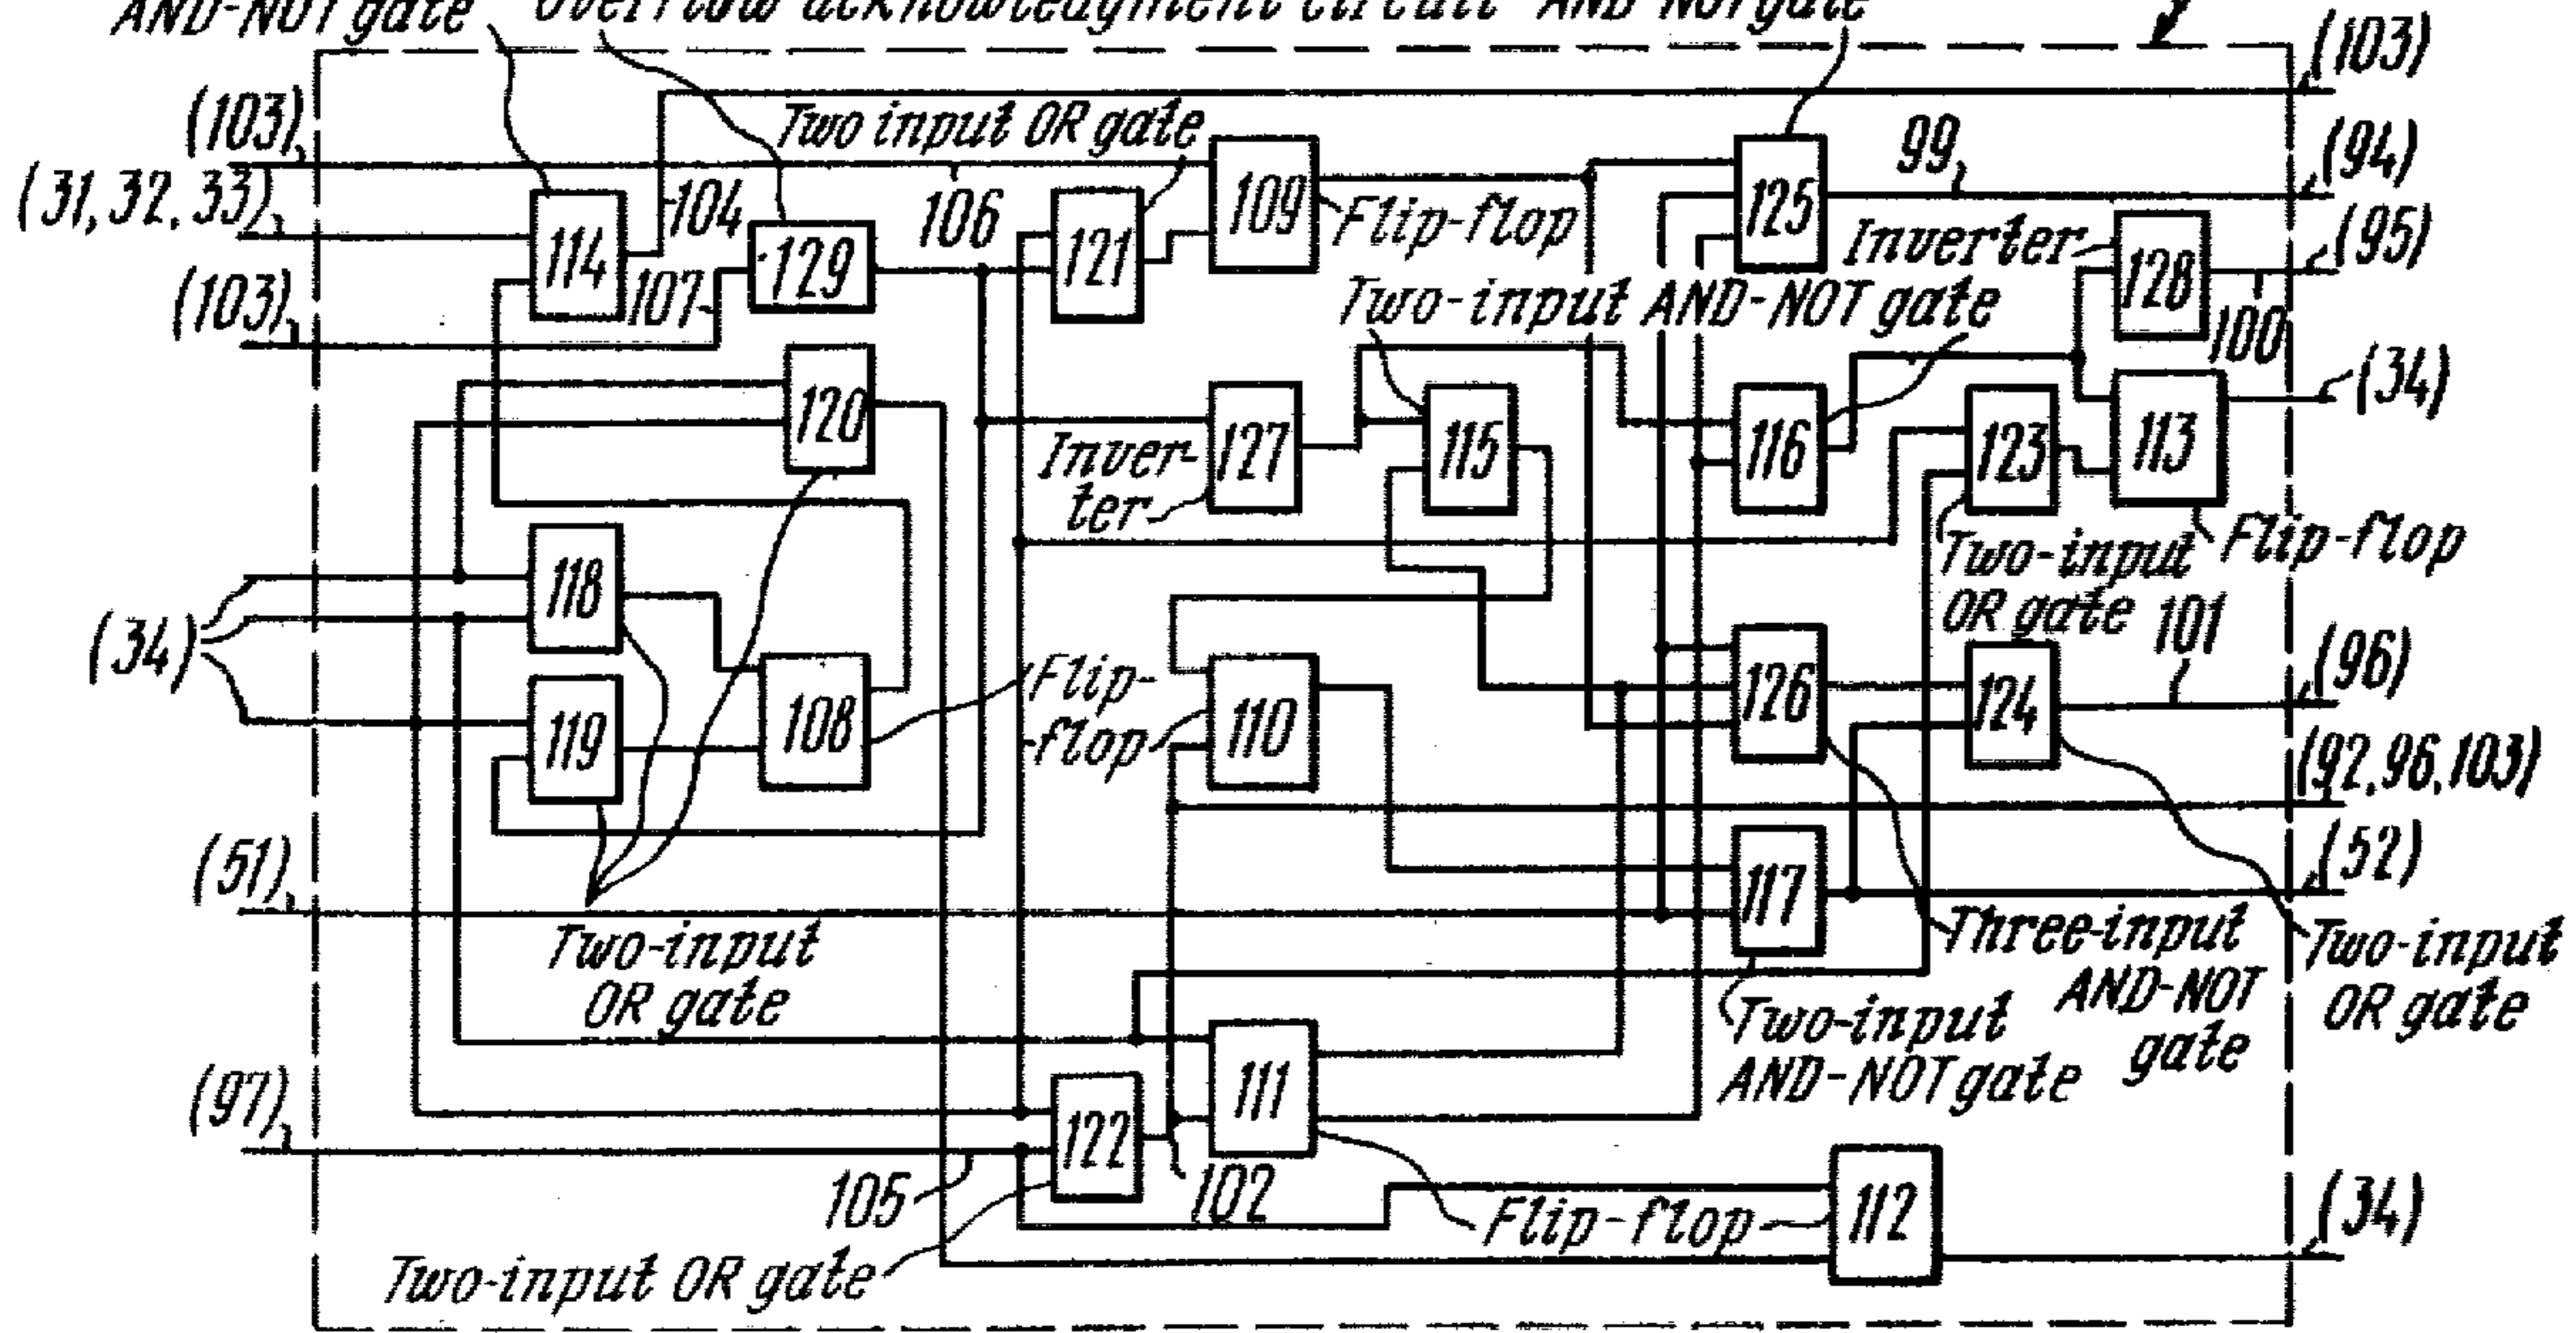 AND-NOT gate overflow acknowledgment circuit AND-NOT gate
(103)
(103)
Two input OR gate
99
(94)
(31,32,33)
109
125
104
106
Flip-flop
Inverter
(95)
114
129
121
128
(103)
107
Two-input AND-NOT gate
100
(34)
120
127
115
116
123
113
Inver-
ter
Two-input
OR gate
Flip-flop
118
101
(34)
Flip-
flop
126
124
(96)
119
108
110
(92,96,103)
(51)
117
(52)
Two-input
OR gate
Three-input
AND-NOT
gate
Two-input
OR gate
Two-input
AND-NOT gate
(97)
122
111
105
102
112
Flip-flop
(34)
Two-input OR gate